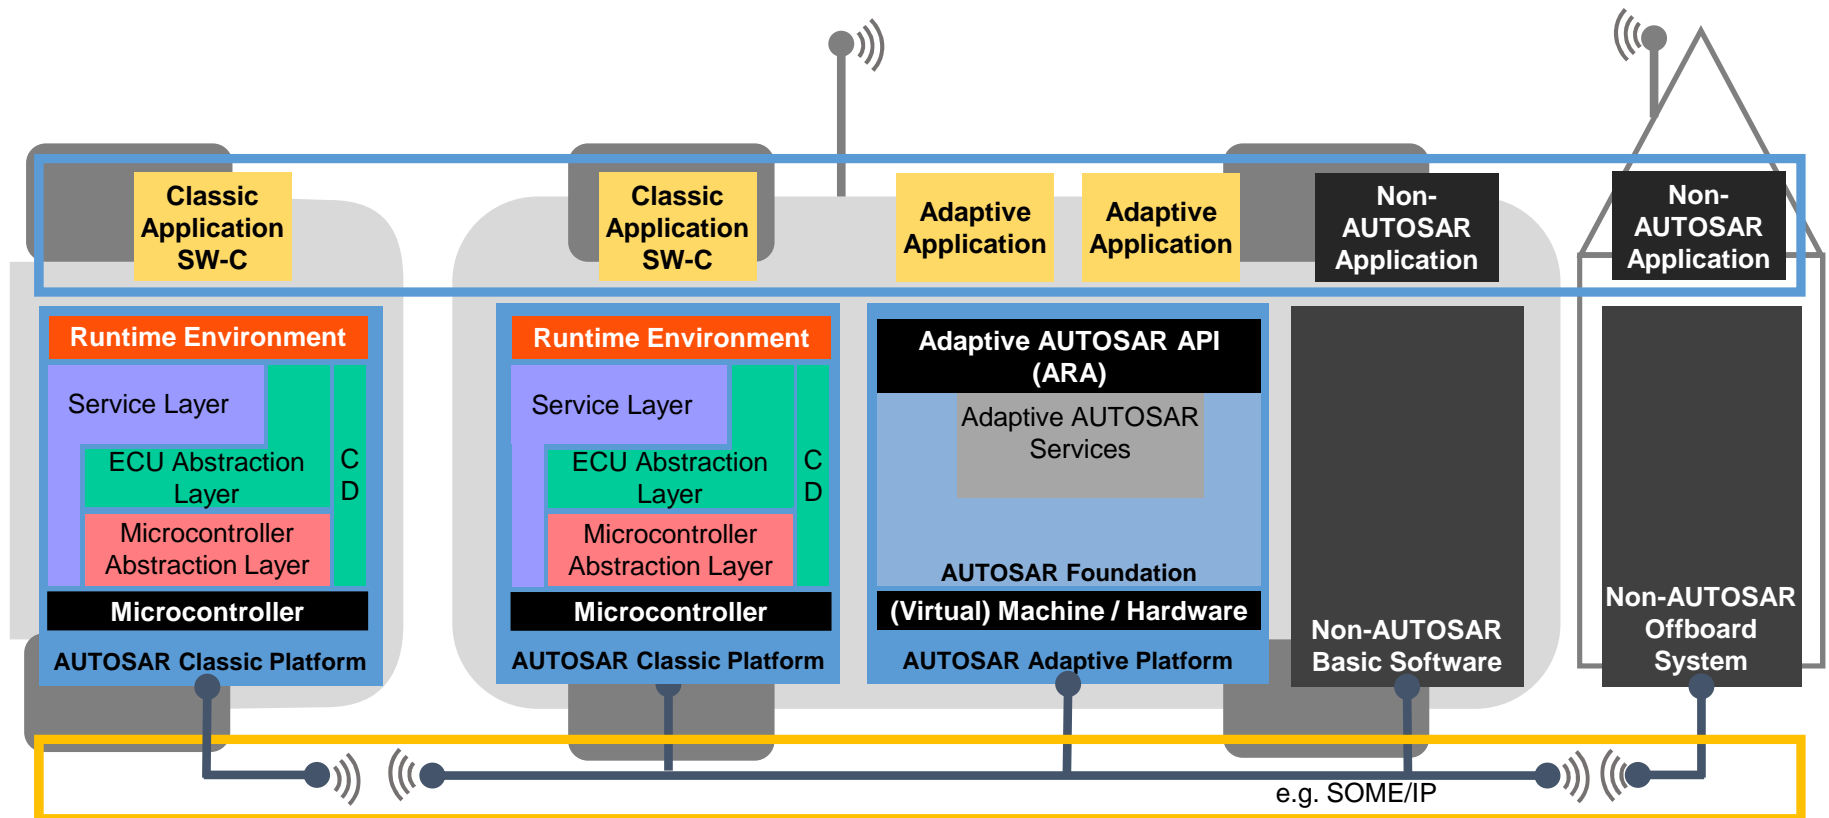 Classic
Application
SW-C
Classic
Application
SW-C
Adaptive
Application
Adaptive
Application
Non-
AUTOSAR
Application
Non-
AUTOSAR
Application
Runtime Environment
Service Layer
ECU Abstraction
Layer
C
D
Microcontroller
Abstraction Layer
Microcontroller
AUTOSAR Classic Platform
Runtime Environment
Service Layer
ECU Abstraction
Layer
C
D
Microcontroller
Abstraction Layer
Microcontroller
AUTOSAR Classic Platform
Adaptive AUTOSAR API
(ARA)
Adaptive AUTOSAR
Services
AUTOSAR Foundation
(Virtual) Machine / Hardware
AUTOSAR Adaptive Platform
Non-AUTOSAR
Basic Software
Non-AUTOSAR
Offboard
System
e.g. SOME/IP